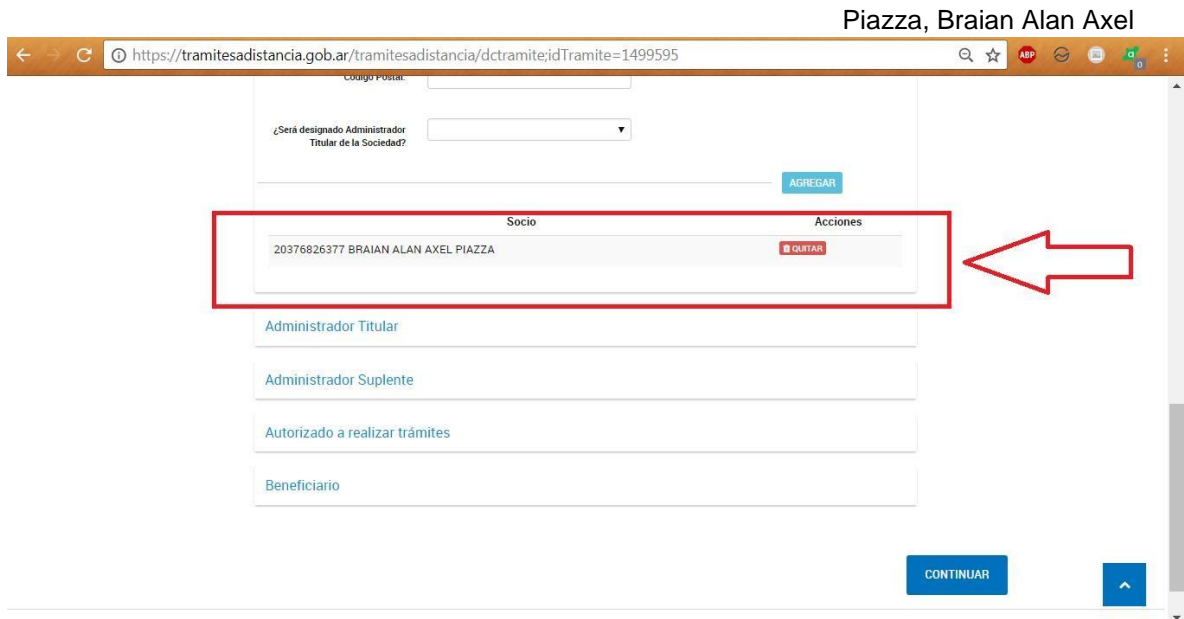 Piazza, Braian Alan Axel
https://tramitesadistancia.gob.ar/tramitesadistancia/dctramite;idTramite=1499595
ABP
a
0
Código Postal:
¿Será designado Administrador
Titular de la Sociedad?
AGREGAR
Socio Acciones
20376826377 BRAIAN ALAN AXEL PIAZZA QUITAR
Administrador Titular
Administrador Suplente
Autorizado a realizar trámites
Beneficiario
CONTINUAR